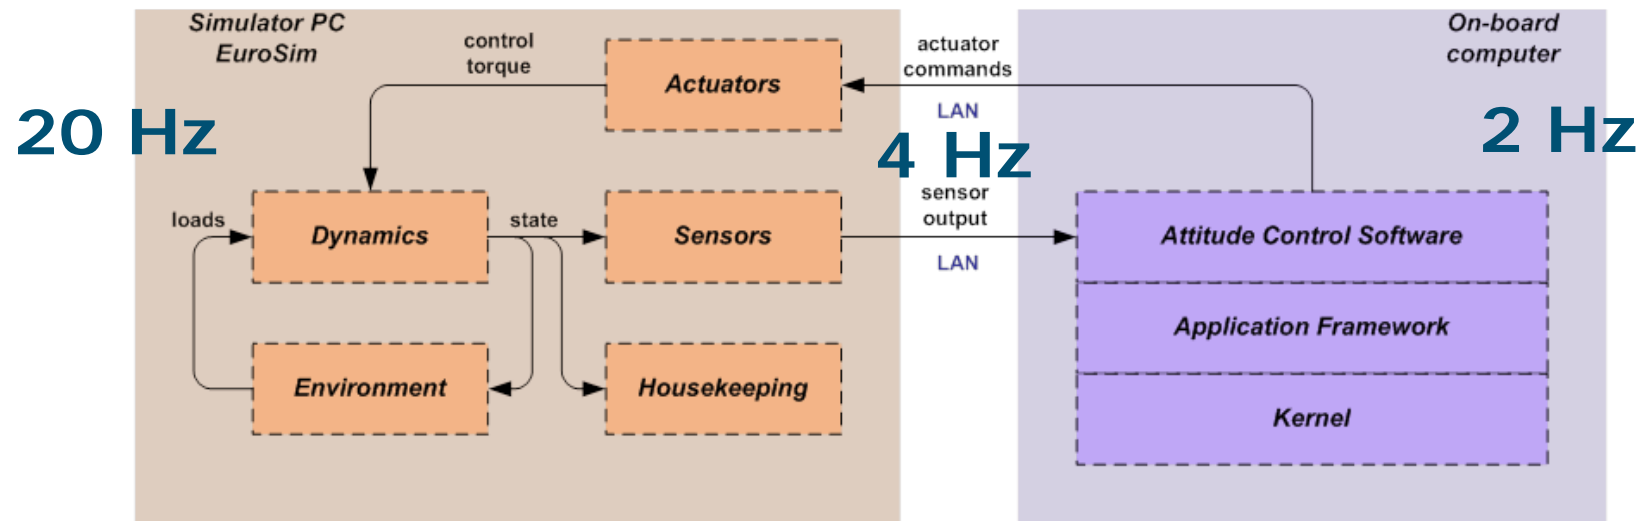 Simulator PC
EuroSim
control
torque
Actuators
actuator
commands
LAN
On-board
computer
20 Hz
4 Hz
2 Hz
loads
Dynamics
state
Sensors
sensor
output
LAN
Attitude Control Software
Application Framework
Environment
Housekeeping
Kernel